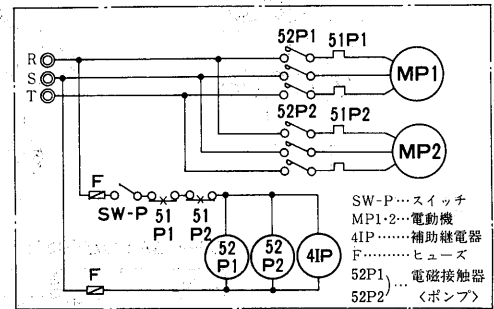 52P1 51P1
R
S
T
MP1
52P2 51P2
MP2
F
SW-P 51 P1 51 P2
52 P1
52 P2
4IP
F
SW-P…スイッチ
MP1・2…電動機
4IP……補助継電器
F………ヒューズ
52P1
52P2
)… 電磁接触器
〈ポンプ〉